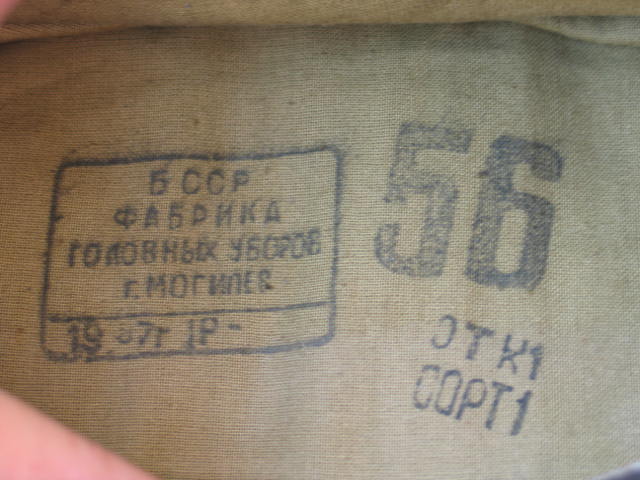 БССР
ФАБРИКА
ГОЛОВНЫХ УБОРОВ
г. МОГИЛЕВ
56
ОТК1
СОРТ1